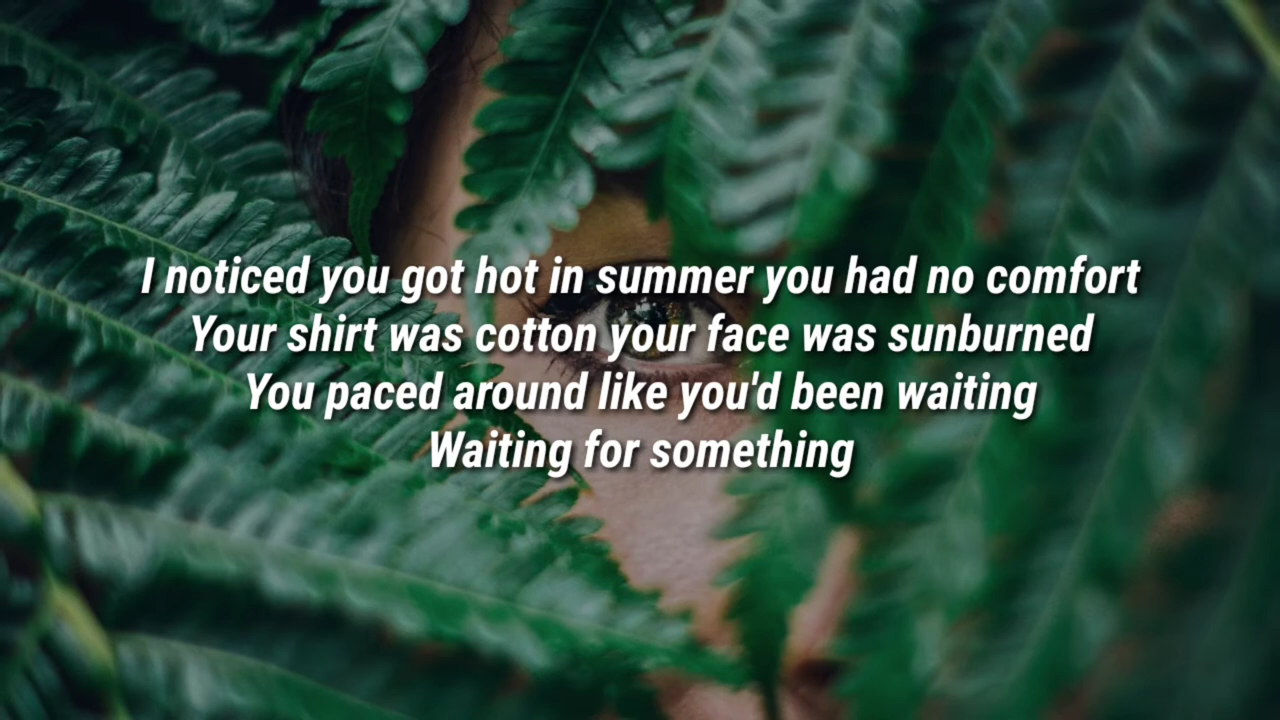 I noticed you got hot in summer you had no comfort
Your shirt was cotton your face was sunburned
You paced around like you'd been waiting
Waiting for something